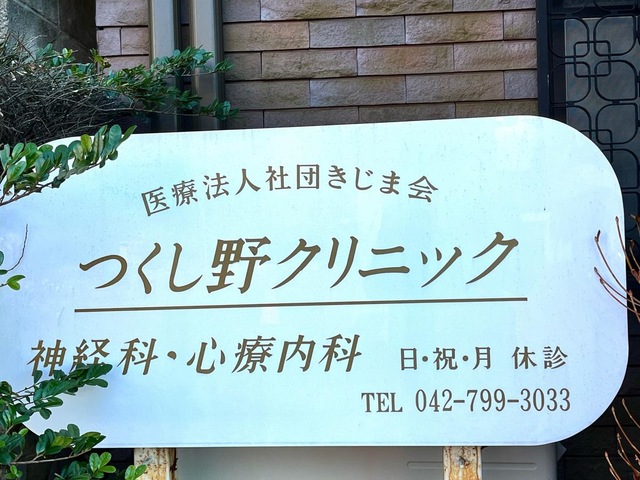 医療法人社団きじま会
つくし野クリニック
神経科・心療内科 日・祝・月 休診
TEL 042-799-3033